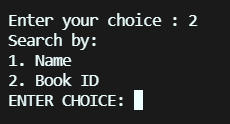 Enter your choice : 2
Search by:
1. Name
2. Book ID
ENTER CHOICE: